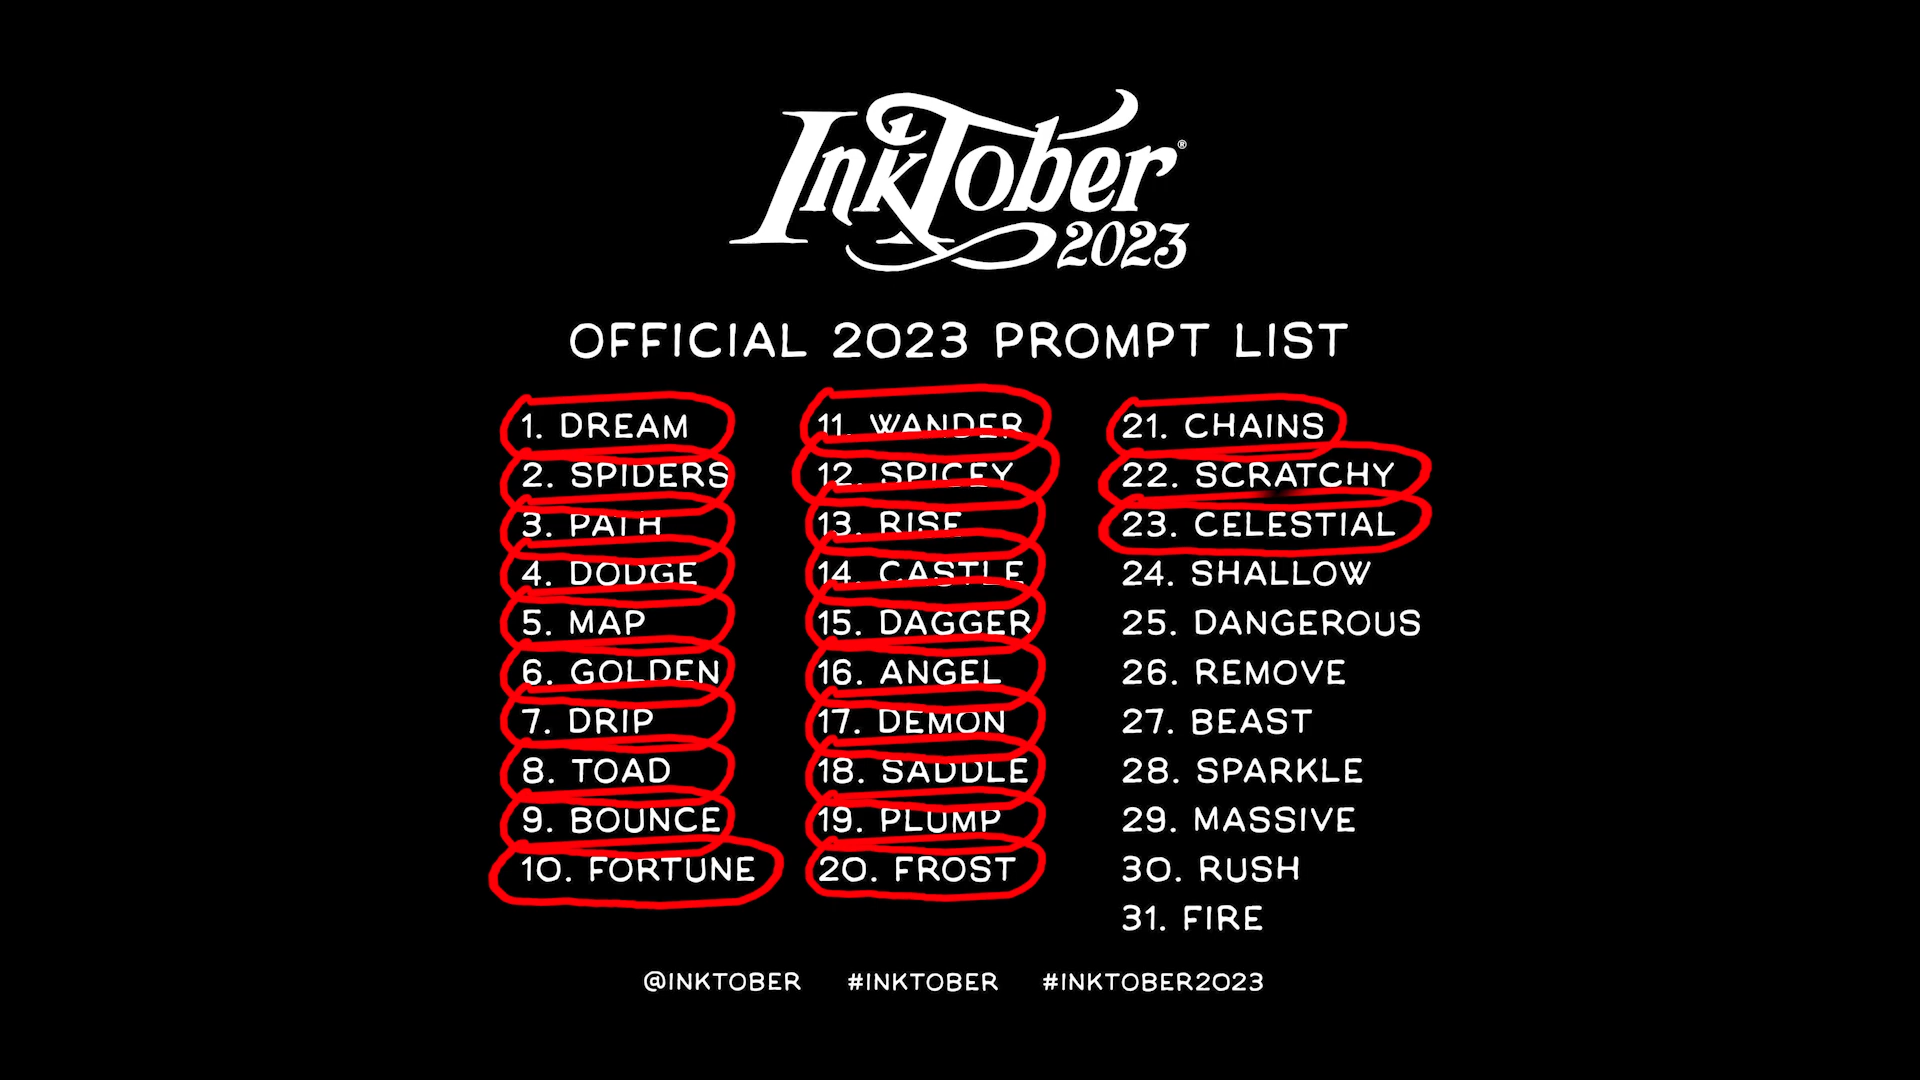 InkTober®
2023
OFFICIAL 2023 PROMPT LIST
1. DREAM
2. SPIDERS
3. PATH
4. DODGE
5. MAP
6. GOLDEN
7. DRIP
8. TOAD
9. BOUNCE
10. FORTUNE
11. WANDER
12. SPICEY
13. RISE
14. CASTLE
15. DAGGER
16. ANGEL
17. DEMON
18. SADDLE
19. PLUMP
20. FROST
21. CHAINS
22. SCRATCHY
23. CELESTIAL
24. SHALLOW
25. DANGEROUS
26. REMOVE
27. BEAST
28. SPARKLE
29. MASSIVE
30. RUSH
31. FIRE
@INKTOBER #INKTOBER #INKTOBER2023